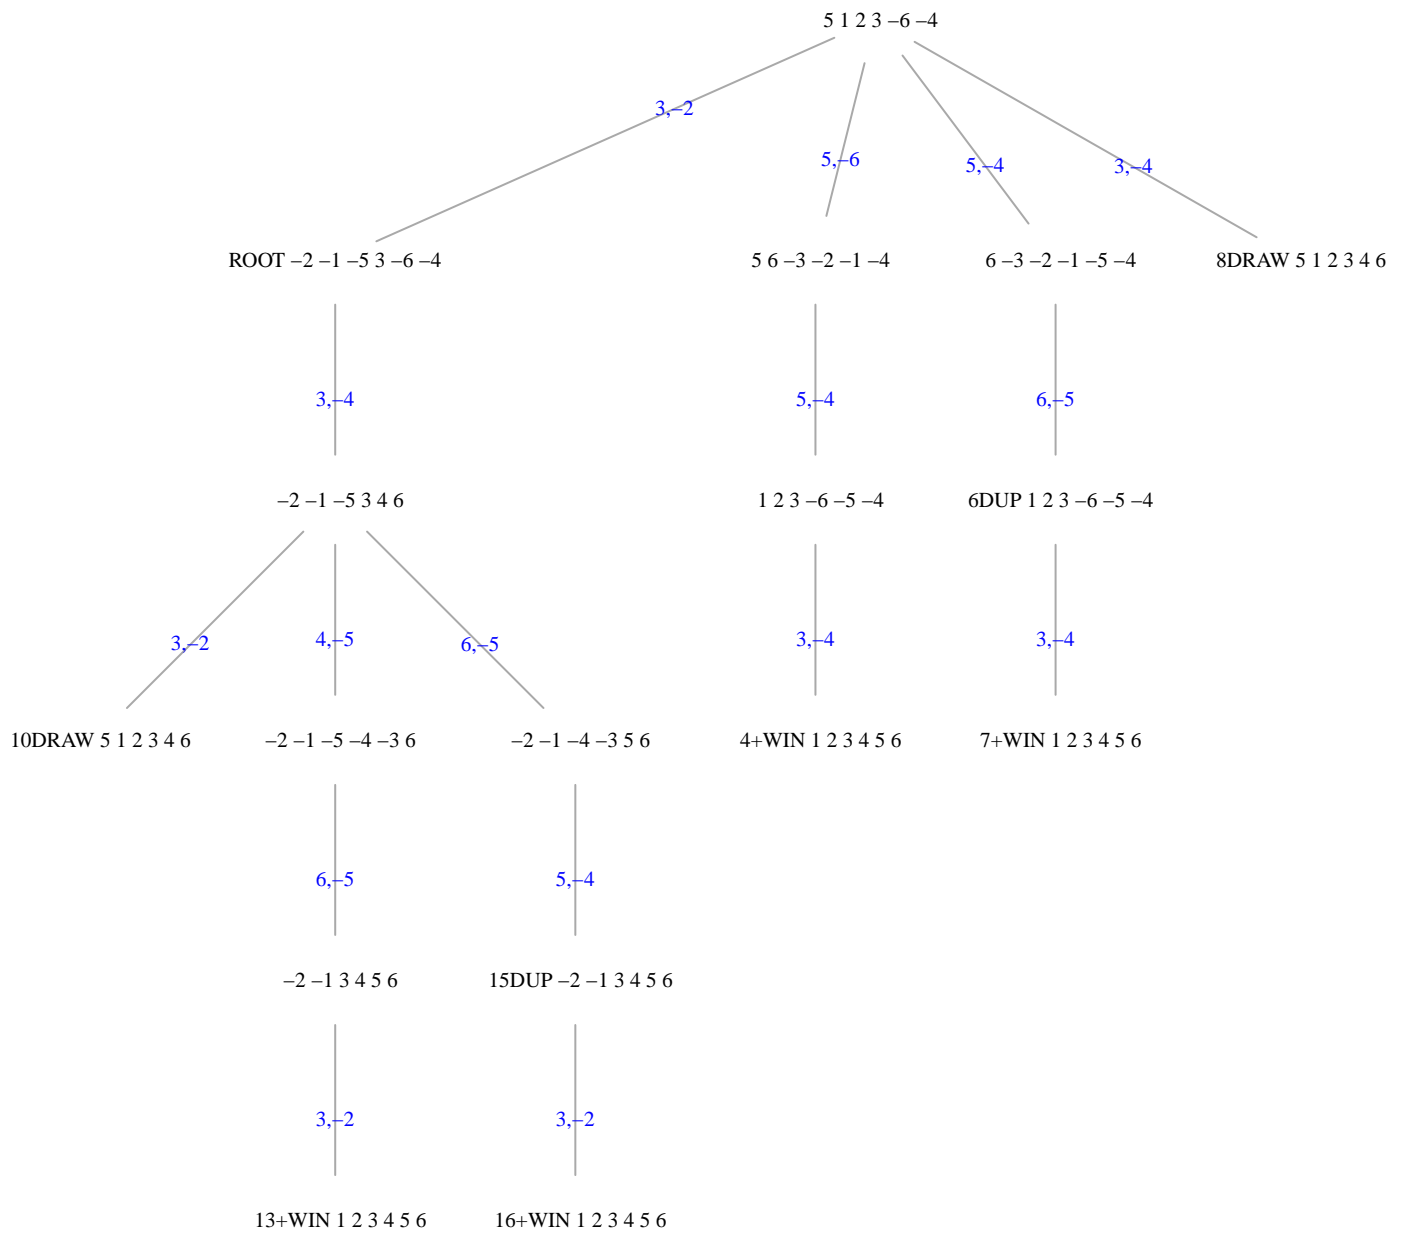 5 1 2 3 –6 –4
3,–2
5,–6
5,–4
3,–4
ROOT –2 –1 –5 3 –6 –4
5 6 –3 –2 –1 –4
6 –3 –2 –1 –5 –4
8DRAW 5 1 2 3 4 6
3,–4
5,–4
6,–5
–2 –1 –5 3 4 6
1 2 3 –6 –5 –4
6DUP 1 2 3 –6 –5 –4
3,–2
4,–5
6,–5
3,–4
3,–4
10DRAW 5 1 2 3 4 6
–2 –1 –5 –4 –3 6
–2 –1 –4 –3 5 6
4+WIN 1 2 3 4 5 6
7+WIN 1 2 3 4 5 6
6,–5
5,–4
–2 –1 3 4 5 6
15DUP –2 –1 3 4 5 6
3,–2
3,–2
13+WIN 1 2 3 4 5 6
16+WIN 1 2 3 4 5 6